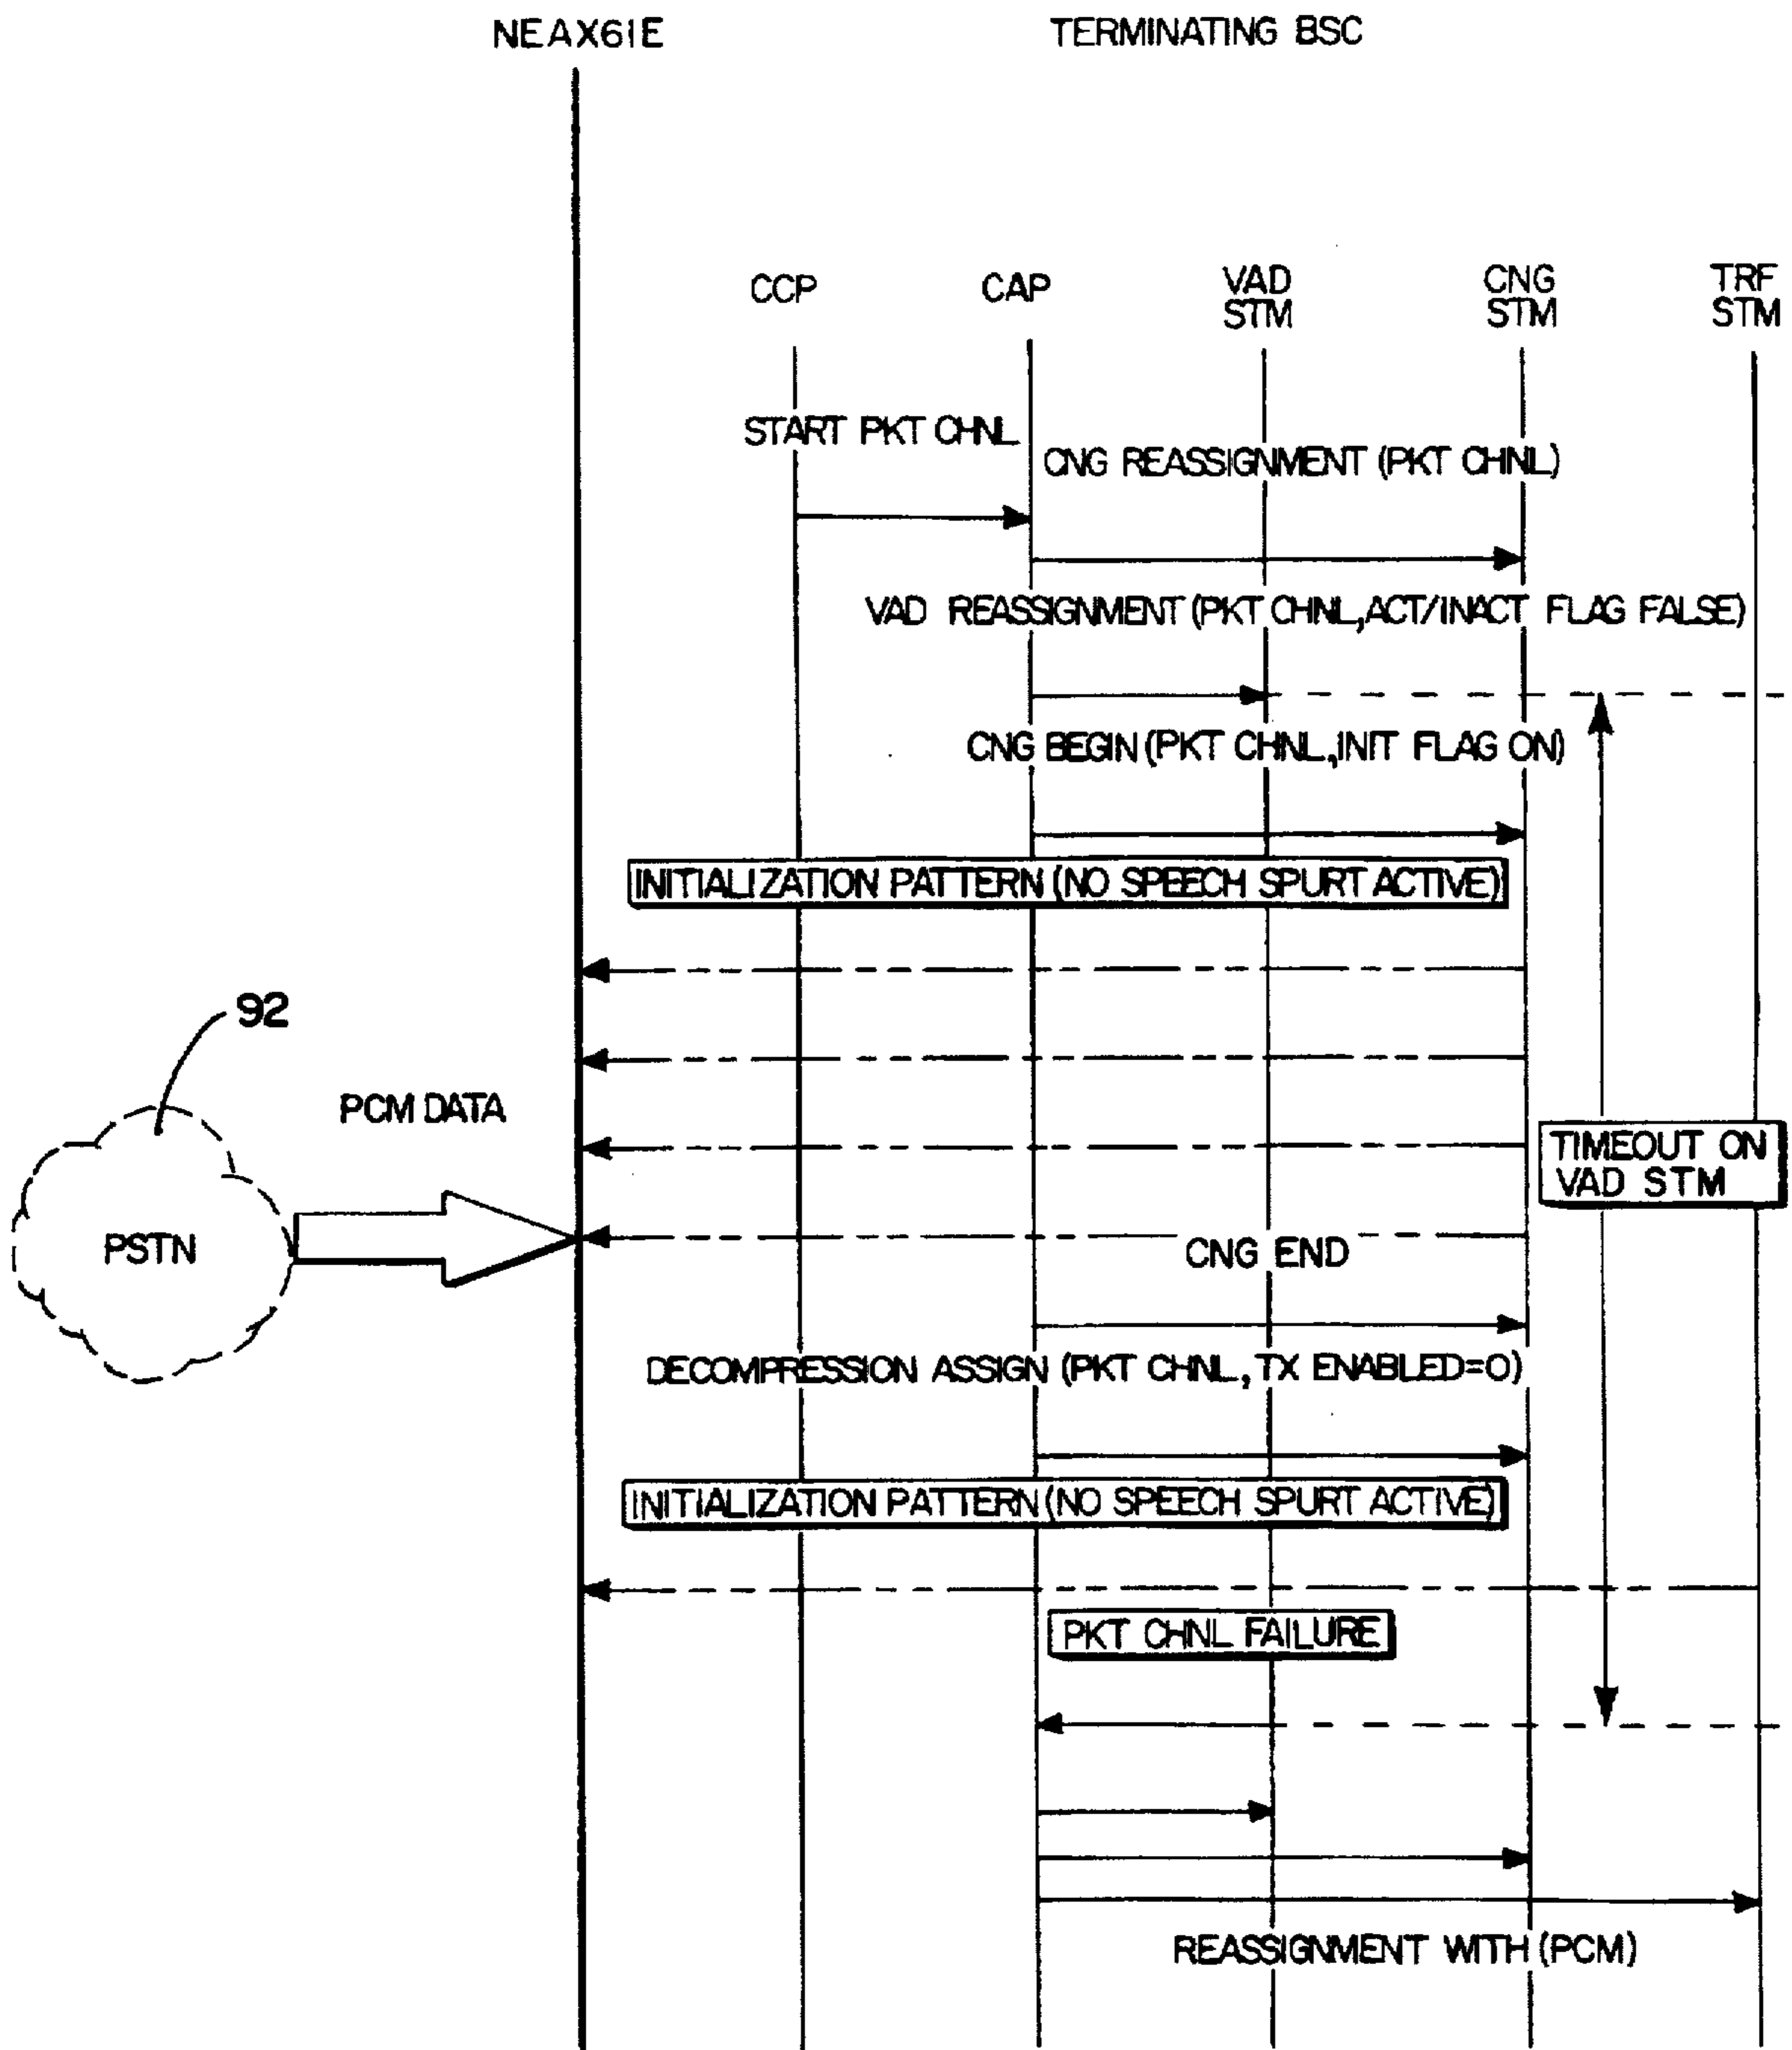 NEAX61E
TERMINATING BSC
CCP
CAP
VAD
STM
CNG
STM
TRF
STM
START PKT CHNL
CNG REASSIGNMENT (PKT CHNL)
VAD REASSIGNMENT (PKT CHNL,ACT/INACT FLAG FALSE)
CNG BEGIN (PKT CHNL,INIT FLAG ON)
INITIALIZATION PATTERN (NO SPEECH SPURT ACTIVE)
92
PCM DATA
TIMEOUT ON
VAD STM
PSTN
CNG END
DECOMPRESSION ASSIGN (PKT CHNL, TX ENABLED=0)
INITIALIZATION PATTERN (NO SPEECH SPURT ACTIVE)
PKT CHNL FAILURE
REASSIGNMENT WITH (PCM)